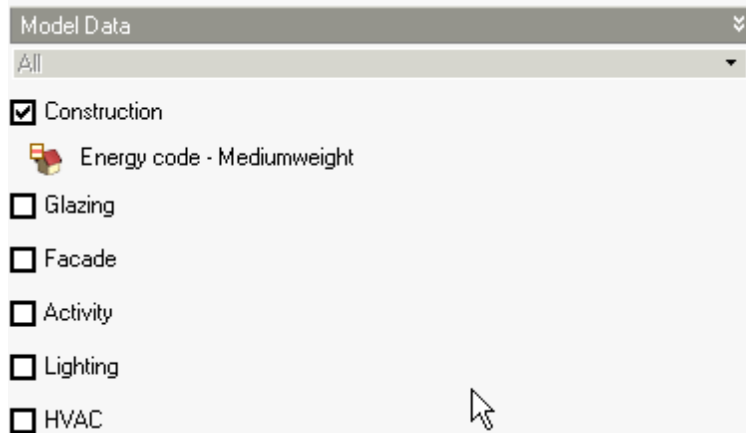 Model Data
All
Construction
Energy code - Mediumweight
Glazing
Facade
Activity
Lighting
HVAC